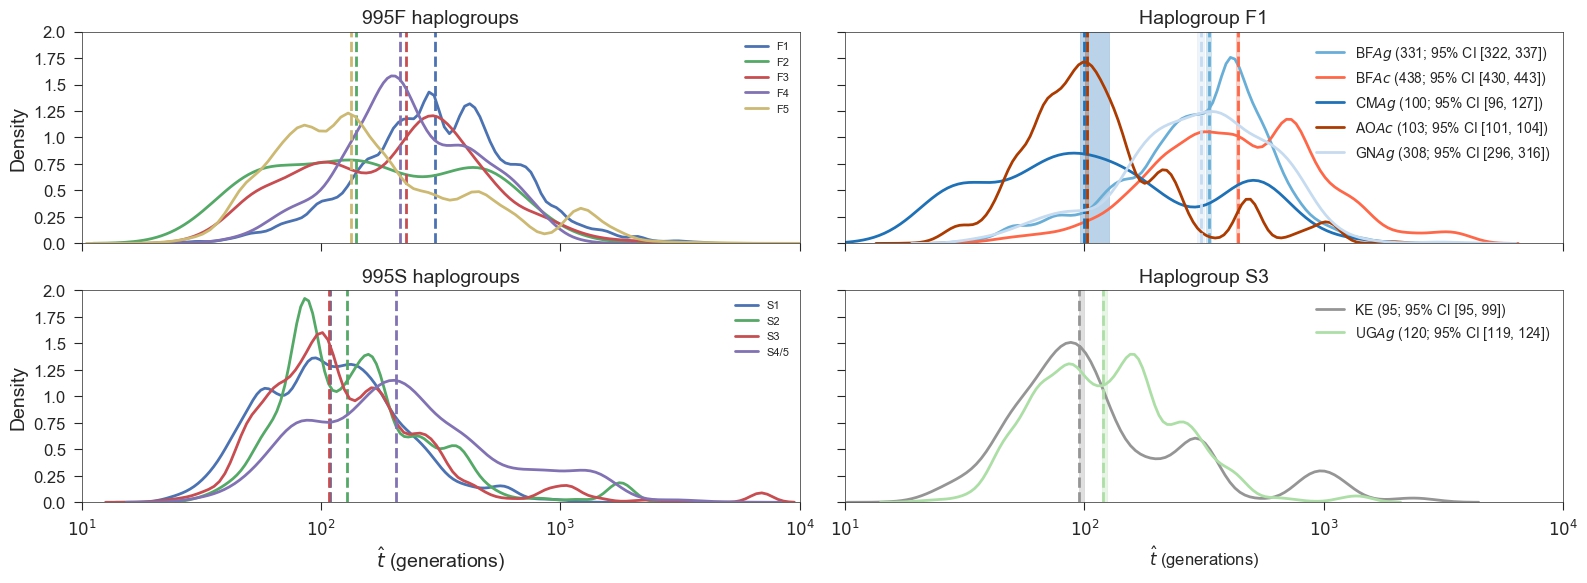 995F haplogroups
2.0
1.75
1.5
1.25
1.0
0.75
0.5
0.25
0.0
Density
F1
F2
F3
F4
F5
Haplogroup F1
BFAg (331; 95% CI [322, 337])
BFAc (438; 95% CI [430, 443])
CMAg (100; 95% CI [96, 127])
AOAc (103; 95% CI [101, 104])
GNAg (308; 95% CI [296, 316])
995S haplogroups
2.0
1.75
1.5
1.25
1.0
0.75
0.5
0.25
0.0
Density
S1
S2
S3
S4/5
10¹ 10² 10³ 10⁴
t̂ (generations)
Haplogroup S3
KE (95; 95% CI [95, 99])
UGAg (120; 95% CI [119, 124])
10¹ 10² 10³ 10⁴
t̂ (generations)